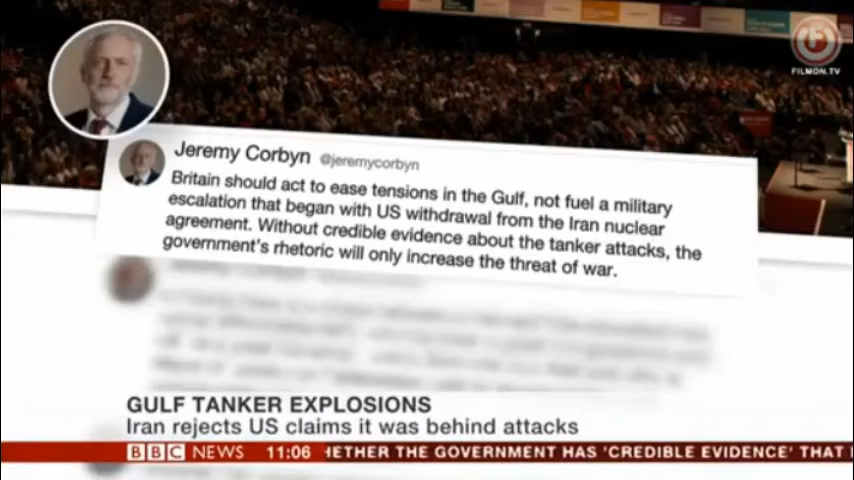 FILMON.TV
Jeremy Corbyn @jeremycorbyn
Britain should act to ease tensions in the Gulf, not fuel a military
escalation that began with US withdrawal from the Iran nuclear
agreement. Without credible evidence about the tanker attacks, the
government's rhetoric will only increase the threat of war.
GULF TANKER EXPLOSIONS
Iran rejects US claims it was behind attacks
BBC NEWS 11:06 HETHER THE GOVERNMENT HAS 'CREDIBLE EVIDENCE' THAT